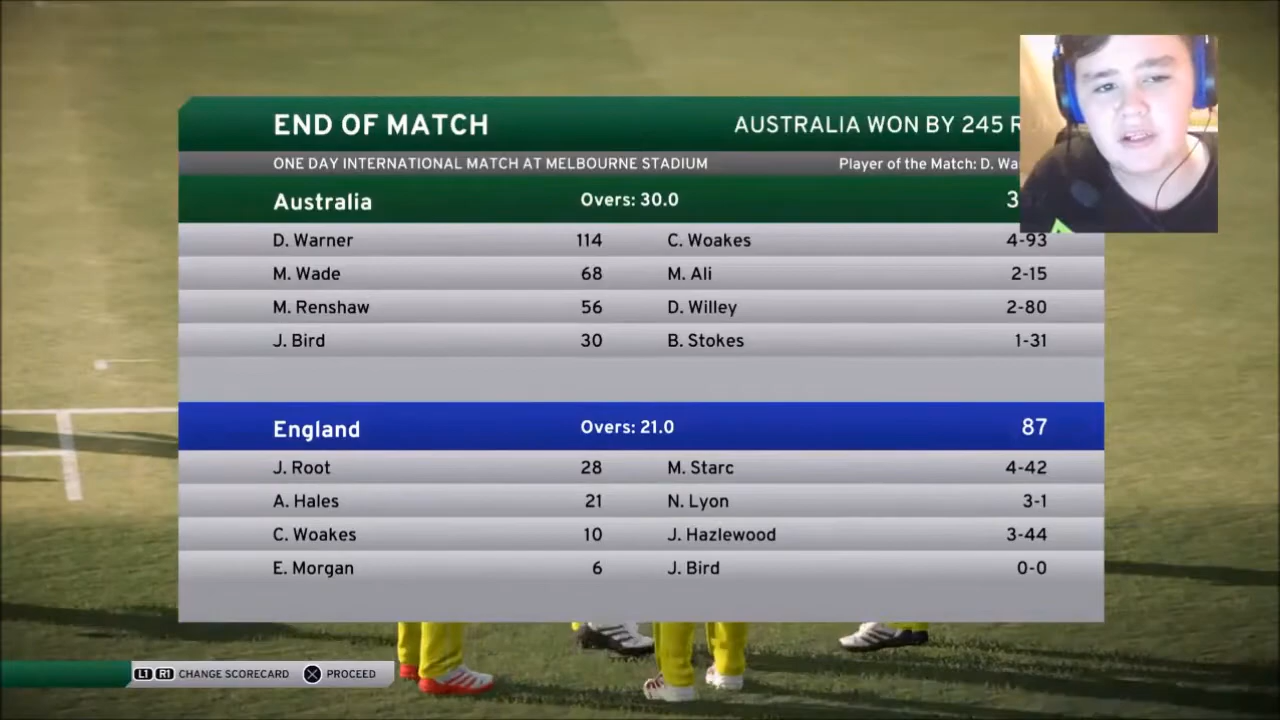 END OF MATCH AUSTRALIA WON BY 245
ONE DAY INTERNATIONAL MATCH AT MELBOURNE STADIUM Player of the Match: D.
Australia Overs: 30.0
D. Warner 114 C. Woakes 4-93
M. Wade 68 M. Ali 2-15
M. Renshaw 56 D. Willey 2-80
J. Bird 30 B. Stokes 1-31
England Overs: 21.0 87
J. Root 28 M. Starc 4-42
A. Hales 21 N. Lyon 3-1
C. Woakes 10 J. Hazlewood 3-44
E. Morgan 6 J. Bird 0-0
L1 R1 CHANGE SCORECARD X PROCEED